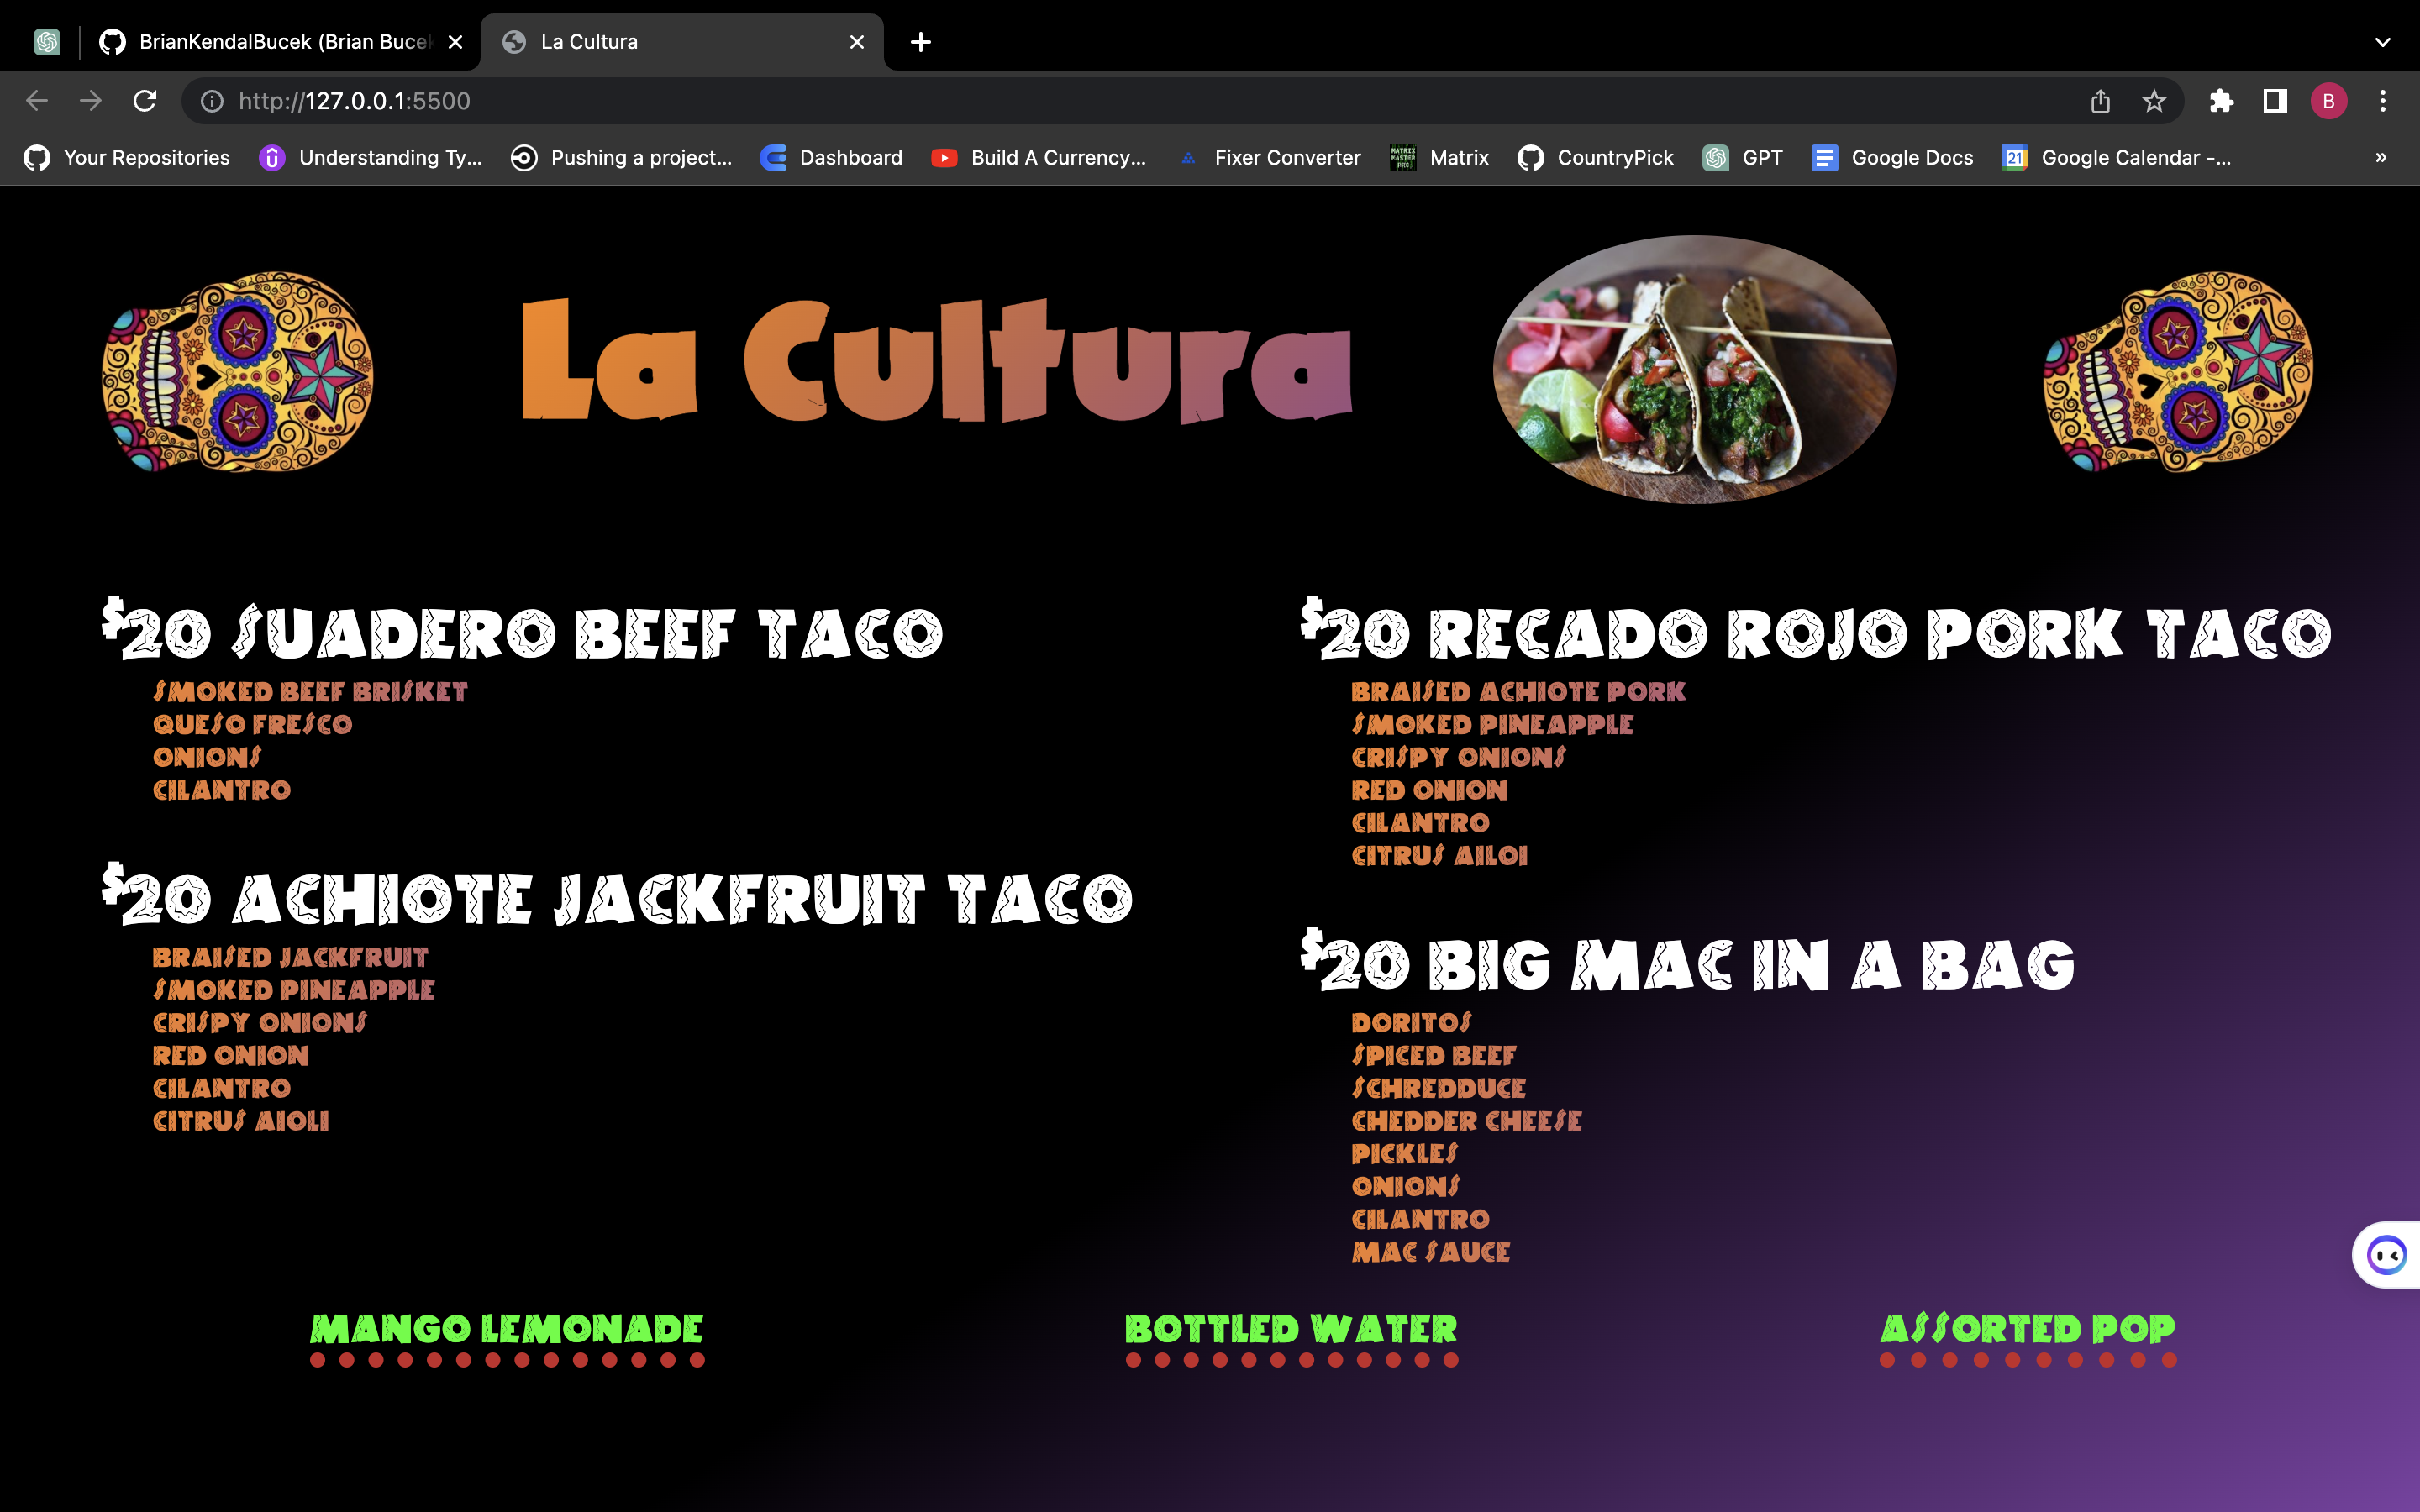 BrianKendalBucek (Brian Bucek
La Cultura
http://127.0.0.1:5500
B
Your Repositories
Understanding Ty...
Pushing a project...
Dashboard
Build A Currency...
Fixer Converter
MATRIX
Matrix
CountryPick
GPT
Google Docs
21
Google Calendar -...
»
La Cultura
$20 SUADERO BEEF TACO
SMOKED BEEF BRISKET
QUESO FRESCO
ONIONS
CILANTRO
$20 ACHIOTE JACKFRUIT TACO
BRAISED JACKFRUIT
SMOKED PINEAPPLE
CRISPY ONIONS
RED ONION
CILANTRO
CITRUS AIOLI
$20 RECADO ROJO PORK TACO
BRAISED ACHIOTE PORK
SMOKED PINEAPPLE
CRISPY ONIONS
RED ONION
CILANTRO
CITRUS AILOI
$20 BIG MAC IN A BAG
DORITOS
SPICED BEEF
SCHREDDUCE
CHEDDER CHEESE
PICKLES
ONIONS
CILANTRO
MAC SAUCE
MANGO LEMONADE
BOTTLED WATER
ASSORTED POP